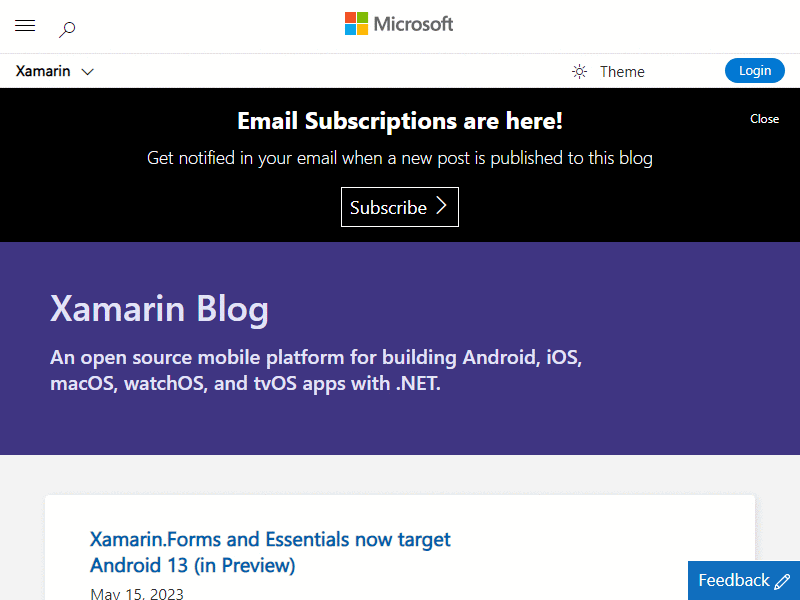 Microsoft
Xamarin
Theme
Login
Email Subscriptions are here!
Close
Get notified in your email when a new post is published to this blog
Subscribe
Xamarin Blog
An open source mobile platform for building Android, iOS,
macOS, watchOS, and tvOS apps with .NET.
Xamarin.Forms and Essentials now target
Android 13 (in Preview)
May 15, 2023
Feedback